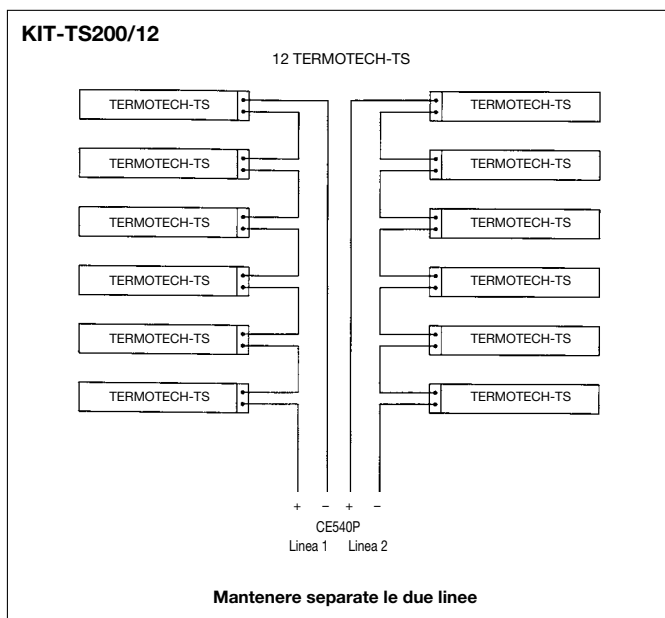 KIT-TS200/12
12 TERMOTECH-TS
TERMOTECH-TS TERMOTECH-TS
TERMOTECH-TS TERMOTECH-TS
TERMOTECH-TS TERMOTECH-TS
TERMOTECH-TS TERMOTECH-TS
TERMOTECH-TS TERMOTECH-TS
TERMOTECH-TS TERMOTECH-TS
+ – + –
CE540P
Linea 1 Linea 2
Mantenere separate le due linee